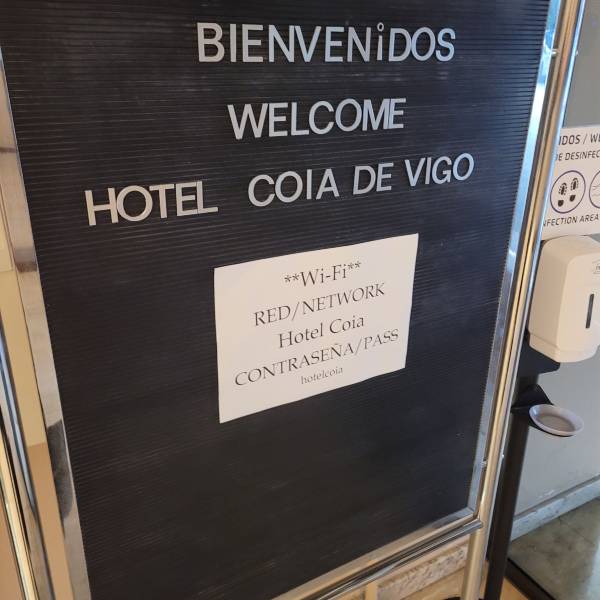 BIENVENiDOS
WELCOME
HOTEL COIA DE VIGO
**Wi-Fi**
RED/NETWORK
Hotel Coia
CONTRASEÑA/PASS
hotelcoia